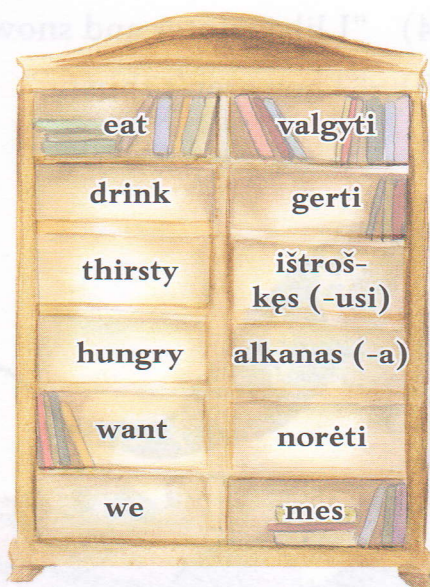 eat valgyti
drink gerti
thirsty ištroš-
kęs (-usi)
hungry alkanas (-a)
want norėti
we mes